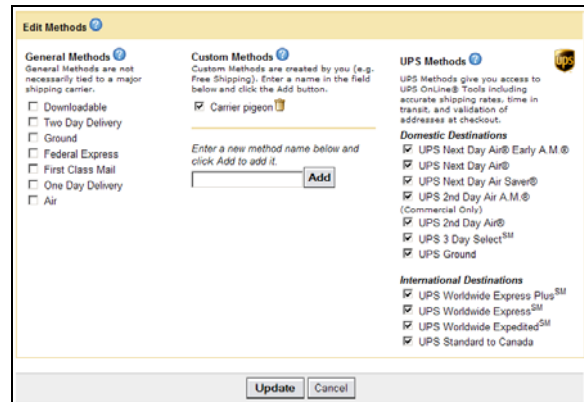 Edit Methods
General Methods
General Methods are not
necessarily tied to a major
shipping carrier.
Downloadable
Two Day Delivery
Ground
Federal Express
First Class Mail
One Day Delivery
Air
Custom Methods
Custom Methods are created by you (e.g.
Free Shipping). Enter a name in the field
below and click the Add button.
Carrier pigeon
Enter a new method name below and
click Add to add it.
Add
UPS Methods
ups
UPS Methods give you access to
UPS OnLine® Tools including
accurate shipping rates, time in
transit, and validation of
addresses at checkout.
Domestic Destinations
UPS Next Day Air® Early A.M.®
UPS Next Day Air®
UPS Next Day Air Saver®
UPS 2nd Day Air A.M.®
(Commercial Only)
UPS 2nd Day Air®
UPS 3 Day Select℠
UPS Ground
International Destinations
UPS Worldwide Express Plus℠
UPS Worldwide Express℠
UPS Worldwide Expedited℠
UPS Standard to Canada
Update Cancel